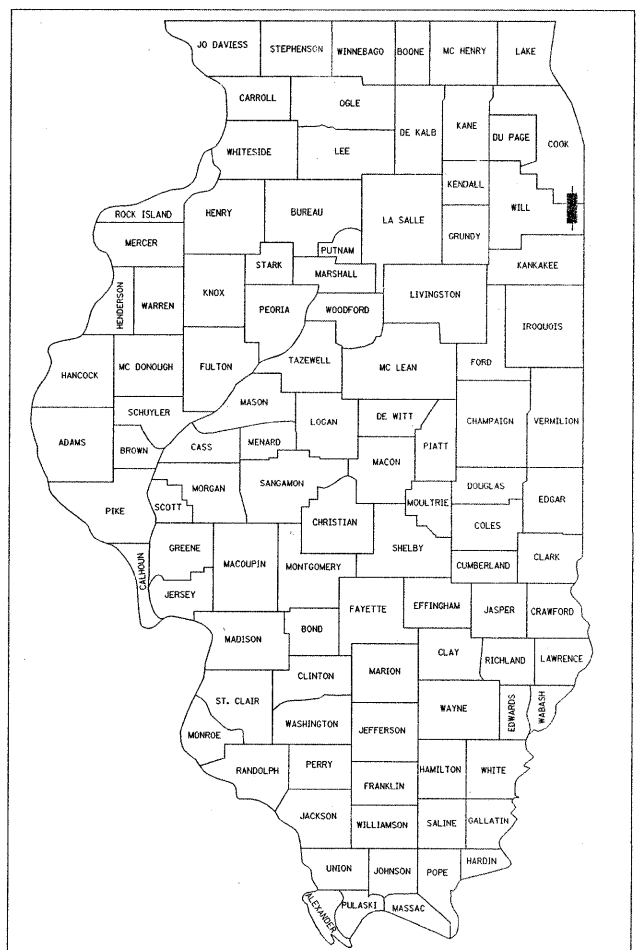 JO DAVIESS
STEPHENSON
WINNEBAGO
BOONE
MC HENRY
LAKE
CARROLL
OGLE
DE KALB
KANE
DU PAGE
COOK
WHITESIDE
LEE
KENDALL
WILL
ROCK ISLAND
HENRY
BUREAU
LA SALLE
GRUNDY
MERCER
PUTNAM
STARK
MARSHALL
KANKAKEE
HENDERSON
WARREN
KNOX
PEORIA
WOODFORD
LIVINGSTON
IROQUOIS
HANCOCK
MC DONOUGH
FULTON
TAZEWELL
MC LEAN
FORD
MASON
SCHUYLER
LOGAN
DE WITT
CHAMPAIGN
VERMILION
ADAMS
BROWN
CASS
MENARD
PIATT
MACON
MORGAN
SANGAMON
DOUGLAS
EDGAR
PIKE
SCOTT
MOULTRIE
CHRISTIAN
COLES
GREENE
MACOUPIN
MONTGOMERY
SHELBY
CUMBERLAND
CLARK
CALHOUN
JERSEY
FAYETTE
EFFINGHAM
JASPER
CRAWFORD
MADISON
BOND
CLAY
RICHLAND
LAWRENCE
CLINTON
MARION
ST. CLAIR
WAYNE
EDWARDS
WABASH
WASHINGTON
JEFFERSON
MONROE
RANDOLPH
PERRY
HAMILTON
WHITE
FRANKLIN
JACKSON
WILLIAMSON
SALINE
GALLATIN
UNION
JOHNSON
POPE
HARDIN
ALEXANDER
PULASKI
MASSAC